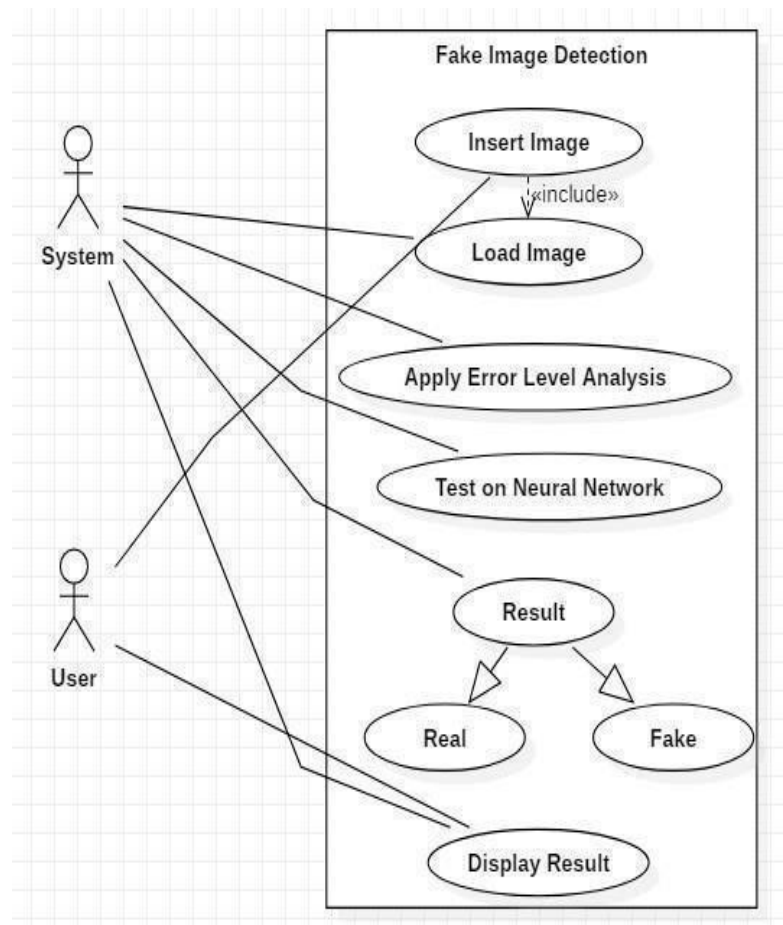 Fake Image Detection
Insert Image
«include»
Load Image
System
Apply Error Level Analysis
Test on Neural Network
Result
User
Real
Fake
Display Result